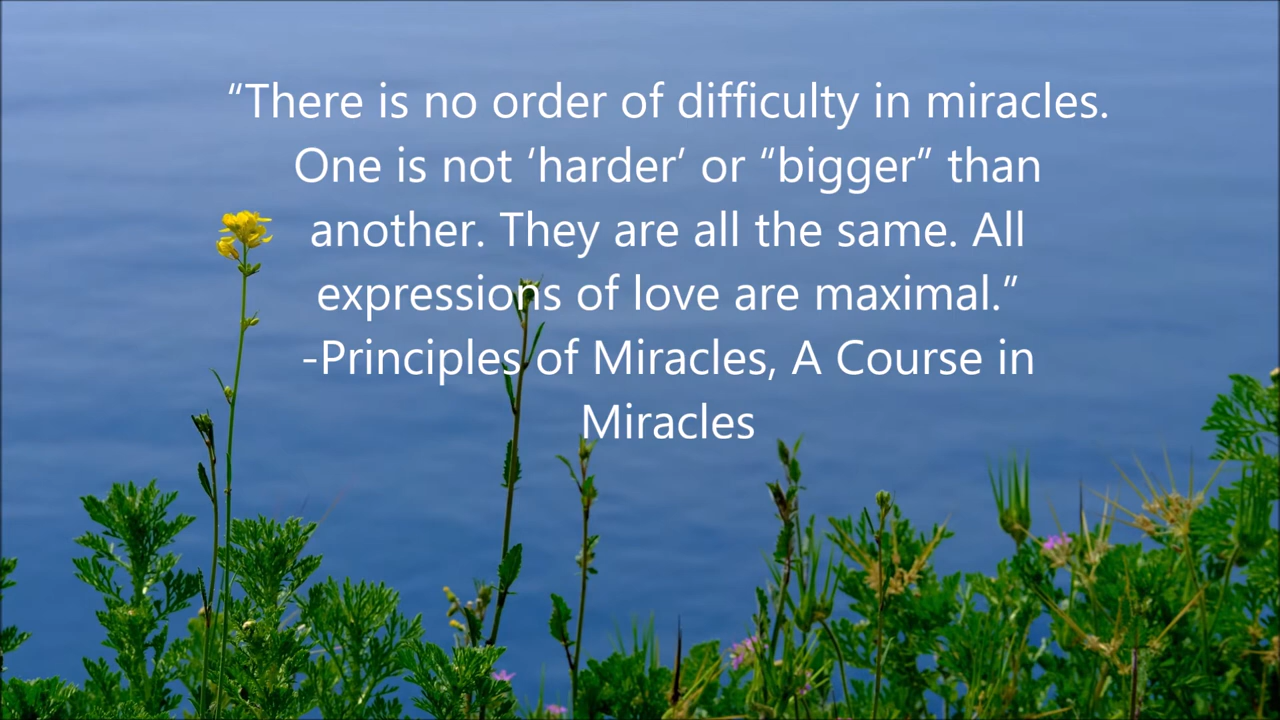 “There is no order of difficulty in miracles.
One is not ‘harder’ or “bigger” than
another. They are all the same. All
expressions of love are maximal.”
-Principles of Miracles, A Course in
Miracles